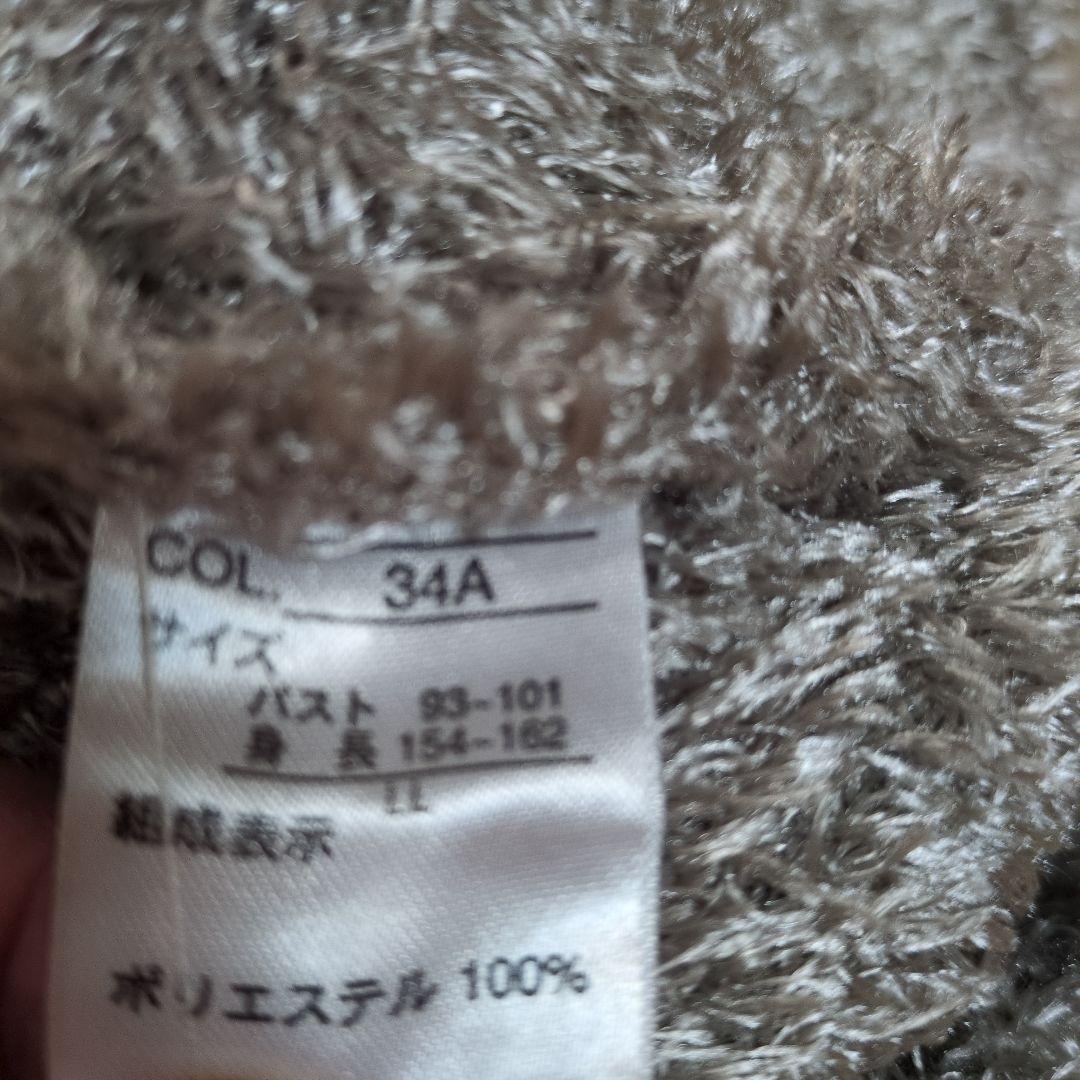 COL. 34A
サイズ
バスト 93-101
身長 154-162
LL
組成表示
ポリエステル 100%